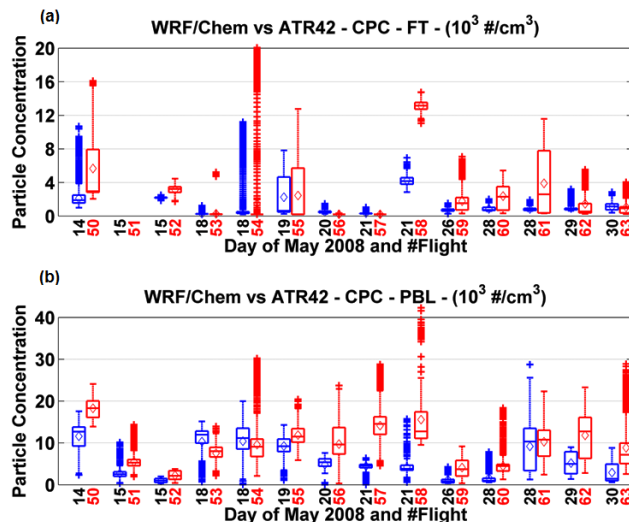 (a)
WRF/Chem vs ATR42 - CPC - FT - (10³ #/cm³)
Particle Concentration
20
16
12
8
4
0
14 15 15 18 18 19 20 21 21 26 28 28 29 30
50 51 52 53 54 55 56 57 58 59 60 61 62 63
Day of May 2008 and #Flight
(b)
WRF/Chem vs ATR42 - CPC - PBL - (10³ #/cm³)
Particle Concentration
40
30
20
10
0
14 15 15 18 18 19 20 21 21 26 28 28 29 30
50 51 52 53 54 55 56 57 58 59 60 61 62 63
Day of May 2008 and #Flight